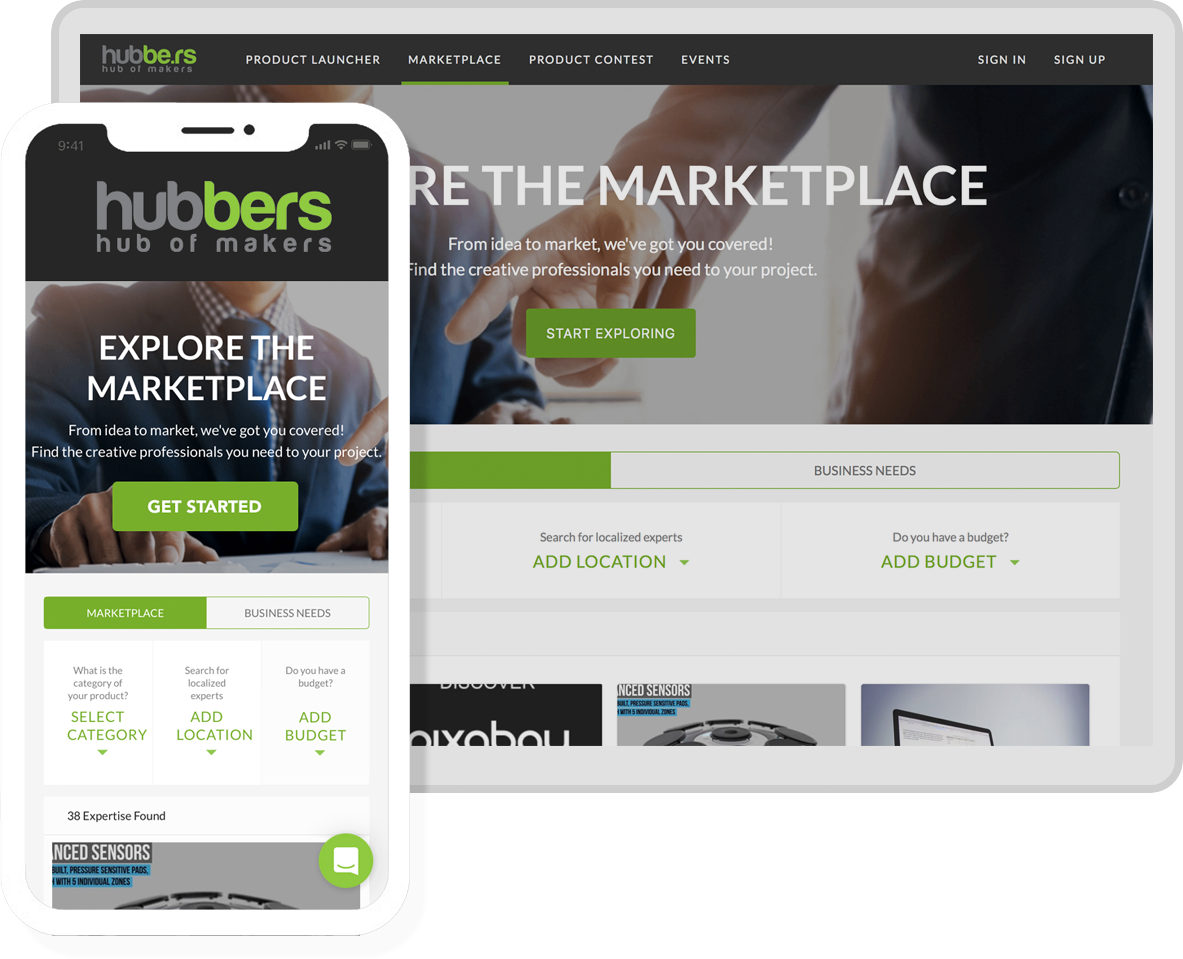 hubbe.rs
hub of makers
PRODUCT LAUNCHER
MARKETPLACE
PRODUCT CONTEST
EVENTS
SIGN IN
SIGN UP
RE THE MARKETPLACE
From idea to market, we've got you covered!
Find the creative professionals you need to your project.
START EXPLORING
BUSINESS NEEDS
Search for localized experts
ADD LOCATION
Do you have a budget?
ADD BUDGET
DISCOVER
pixabay
NCED SENSORS
BUILT, PRESSURE SENSITIVE PADS,
H WITH 5 INDIVIDUAL ZONES
9:41
hubbers
hub of makers
EXPLORE THE
MARKETPLACE
From idea to market, we've got you covered!
Find the creative professionals you need to your project.
GET STARTED
MARKETPLACE
BUSINESS NEEDS
What is the
category of
your product?
SELECT
CATEGORY
Search for
localized
experts
ADD
LOCATION
Do you have a
budget?
ADD
BUDGET
38 Expertise Found
NCED SENSORS
BUILT, PRESSURE SENSITIVE PADS,
H WITH 5 INDIVIDUAL ZONES